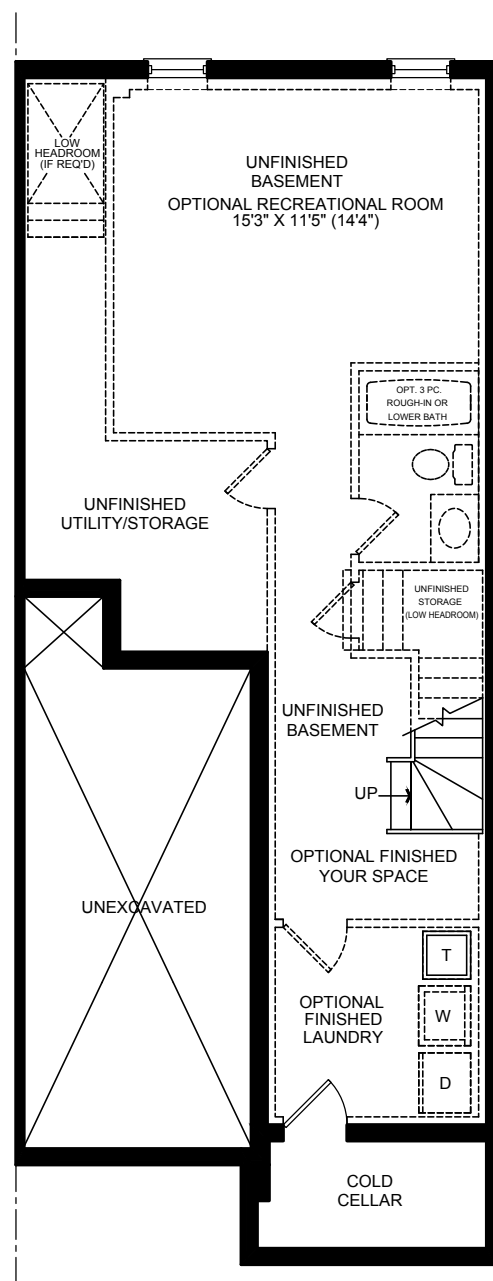 LOW
HEADROOM
(IF REQ'D)
UNFINISHED
BASEMENT
OPTIONAL RECREATIONAL ROOM
15'3" X 11'5" (14'4")
OPT. 3 PC.
ROUGH-IN OR
LOWER BATH
UNFINISHED
UTILITY/STORAGE
UNFINISHED
STORAGE
(LOW HEADROOM)
UNFINISHED
BASEMENT
UP
OPTIONAL FINISHED
YOUR SPACE
UNEXCAVATED
T
OPTIONAL
FINISHED
LAUNDRY
W
D
COLD
CELLAR